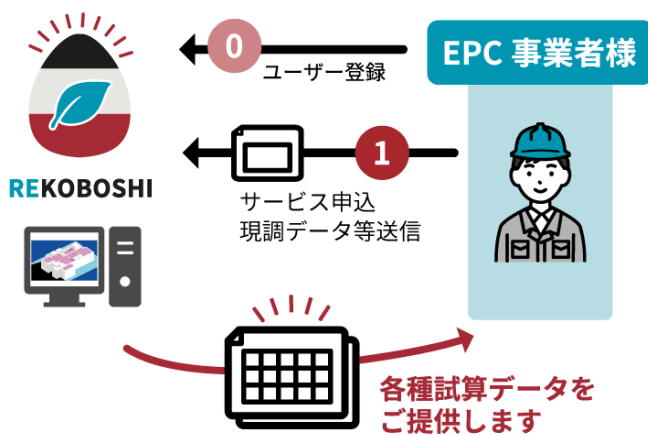 0
ユーザー登録
EPC 事業者様
1
サービス申込
現調データ等送信
REKOBOSHI
各種試算データを
ご提供します